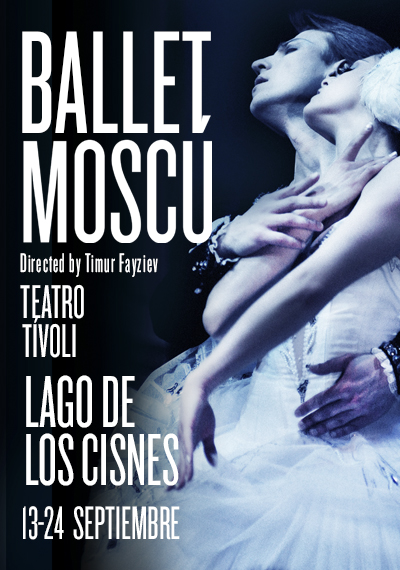 BALLET
MOSCÚ
Directed by Timur Fayziev
TEATRO
TÍVOLI
LAGO DE
LOS CISNES
13-24 SEPTIEMBRE